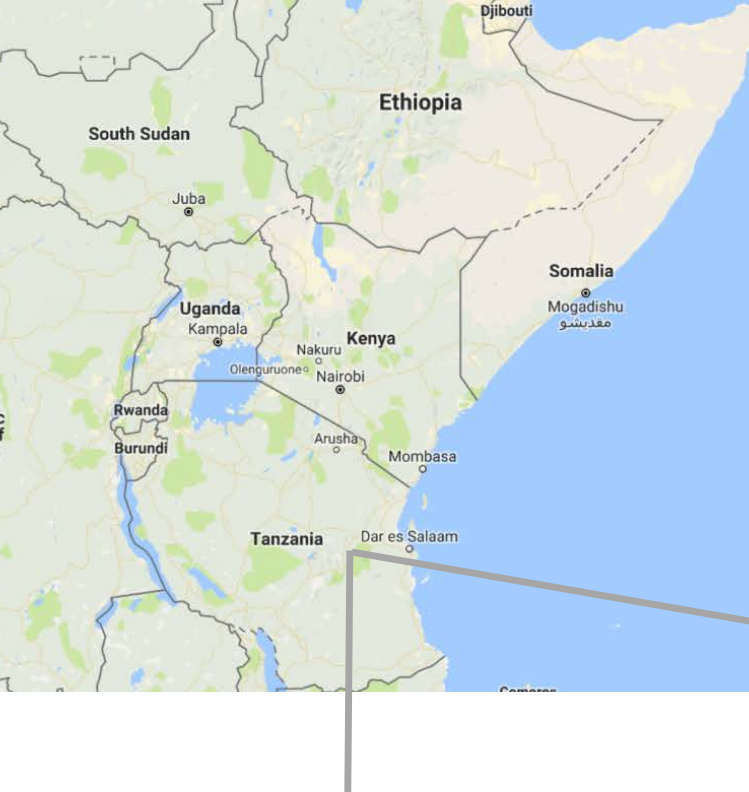 Djibouti
Ethiopia
South Sudan
Juba
Somalia
Mogadishu
مقديشو
Uganda
Kampala
Kenya
Nakuru
Olenguruone
Nairobi
Rwanda
Burundi
Arusha
Mombasa
Tanzania
Dar es Salaam
Comoros